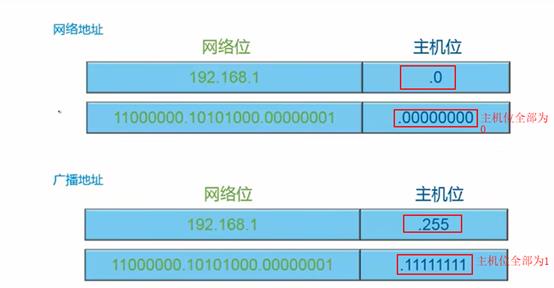 网络地址
网络位 主机位
192.168.1 .0
11000000.10101000.00000001 .00000000 主机位全部为
0
广播地址
网络位 主机位
192.168.1 .255
11000000.10101000.00000001 .11111111 主机位全部为1